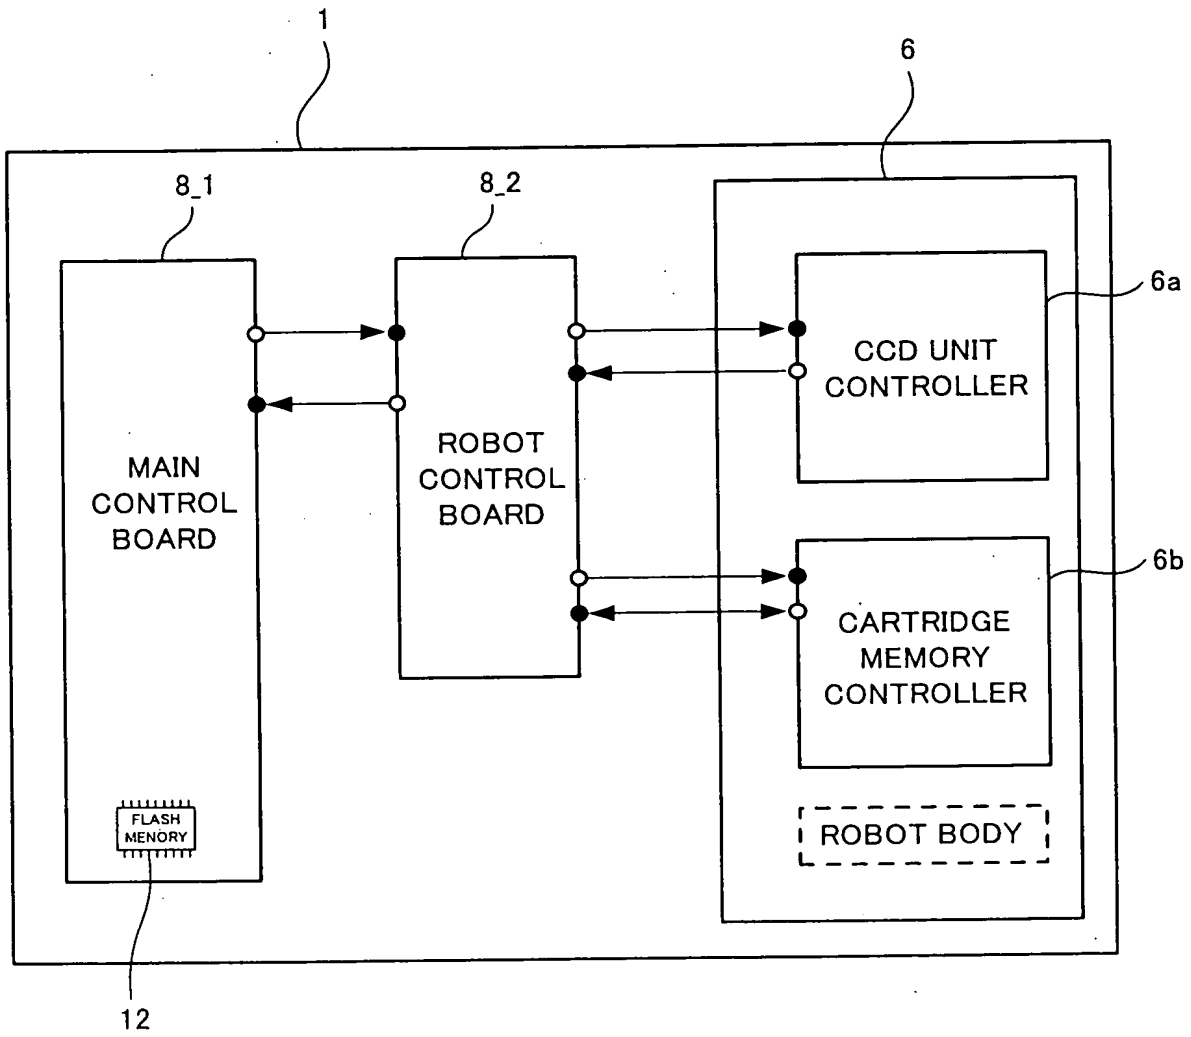 1
6
8_1
8_2
6a
CCD UNIT
CONTROLLER
MAIN
CONTROL
BOARD
ROBOT
CONTROL
BOARD
6b
CARTRIDGE
MEMORY
CONTROLLER
FLASH
MENORY
ROBOT BODY
12